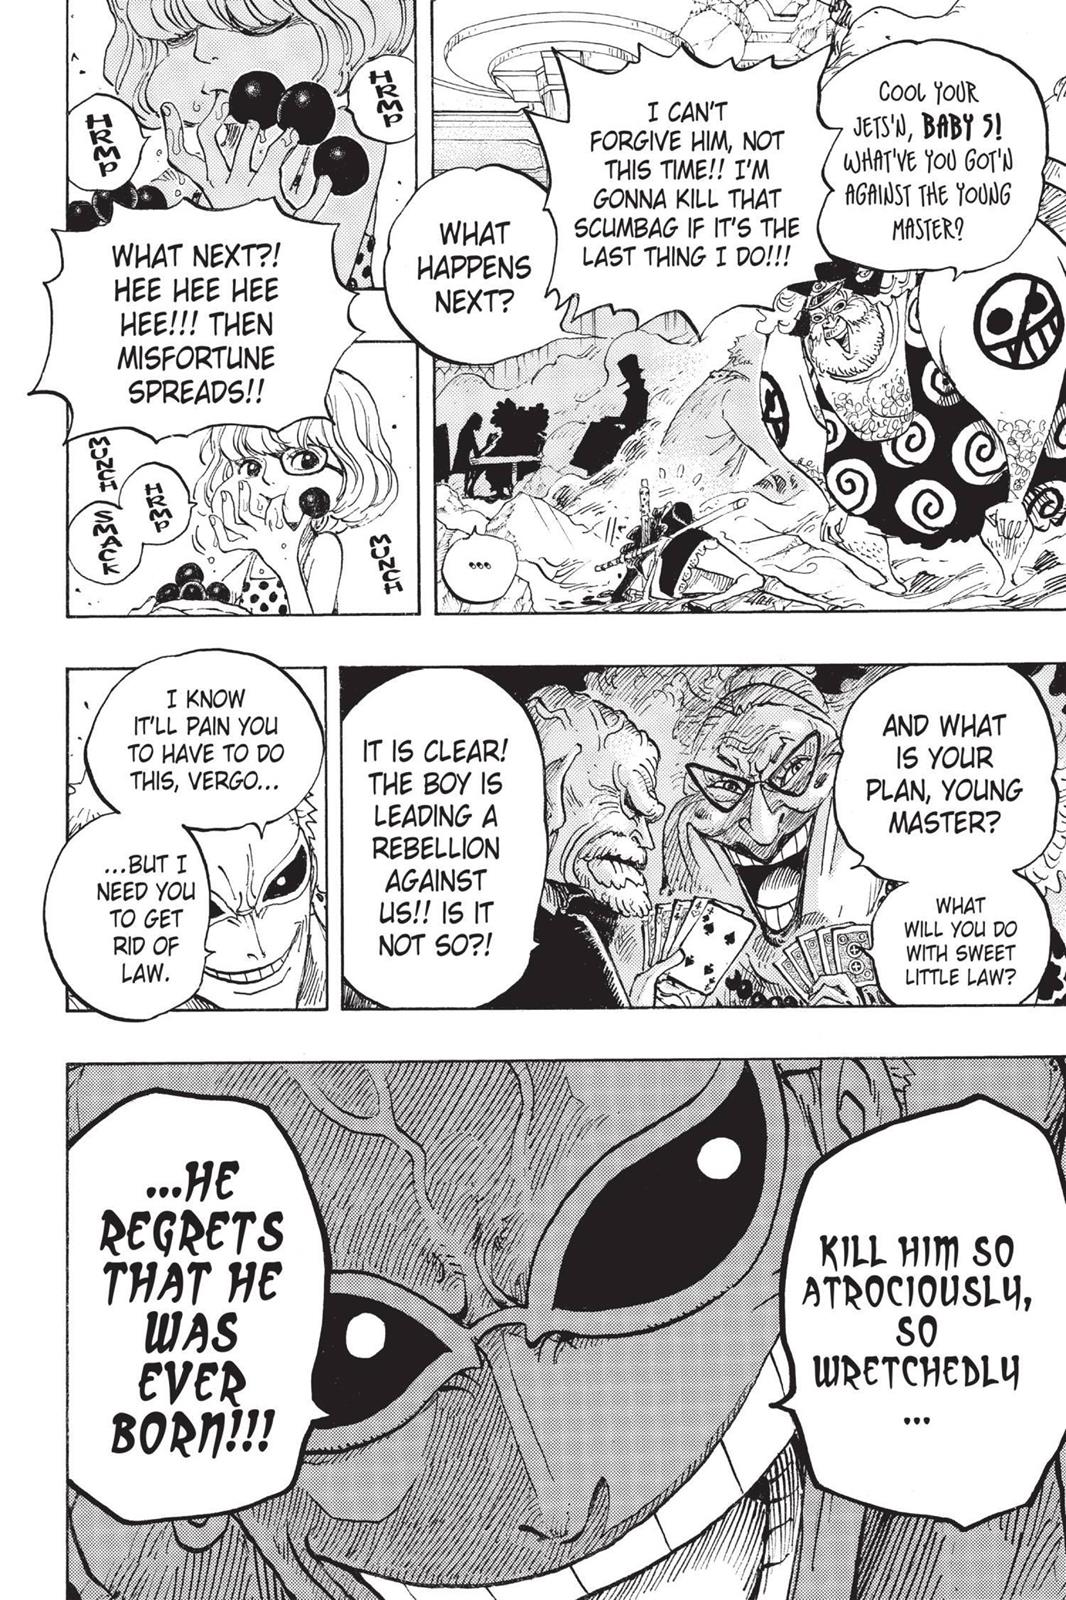 COOL YOUR
JETS'N, BABY 5!
WHAT'VE YOU GOT'N
AGAINST THE YOUNG
MASTER?
I CAN'T
FORGIVE HIM, NOT
THIS TIME!! I'M
GONNA KILL THAT
SCUMBAG IF IT'S THE
LAST THING I DO!!!
WHAT
HAPPENS
NEXT?
...
HRMP
HRMP
WHAT NEXT?!
HEE HEE HEE
HEE!!! THEN
MISFORTUNE
SPREADS!!
MUNCH
HRMP
SMACK
MUNCH
AND WHAT
IS YOUR
PLAN, YOUNG
MASTER?
WHAT
WILL YOU DO
WITH SWEET
LITTLE LAW?
IT IS CLEAR!
THE BOY IS
LEADING A
REBELLION
AGAINST
US!! IS IT
NOT SO?!
I KNOW
IT'LL PAIN YOU
TO HAVE TO DO
THIS, VERGO...
...BUT I
NEED YOU
TO GET
RID OF
LAW.
KILL HIM SO
ATROCIOUSLY,
SO
WRETCHEDLY
...
...HE
REGRETS
THAT HE
WAS
EVER
BORN!!!